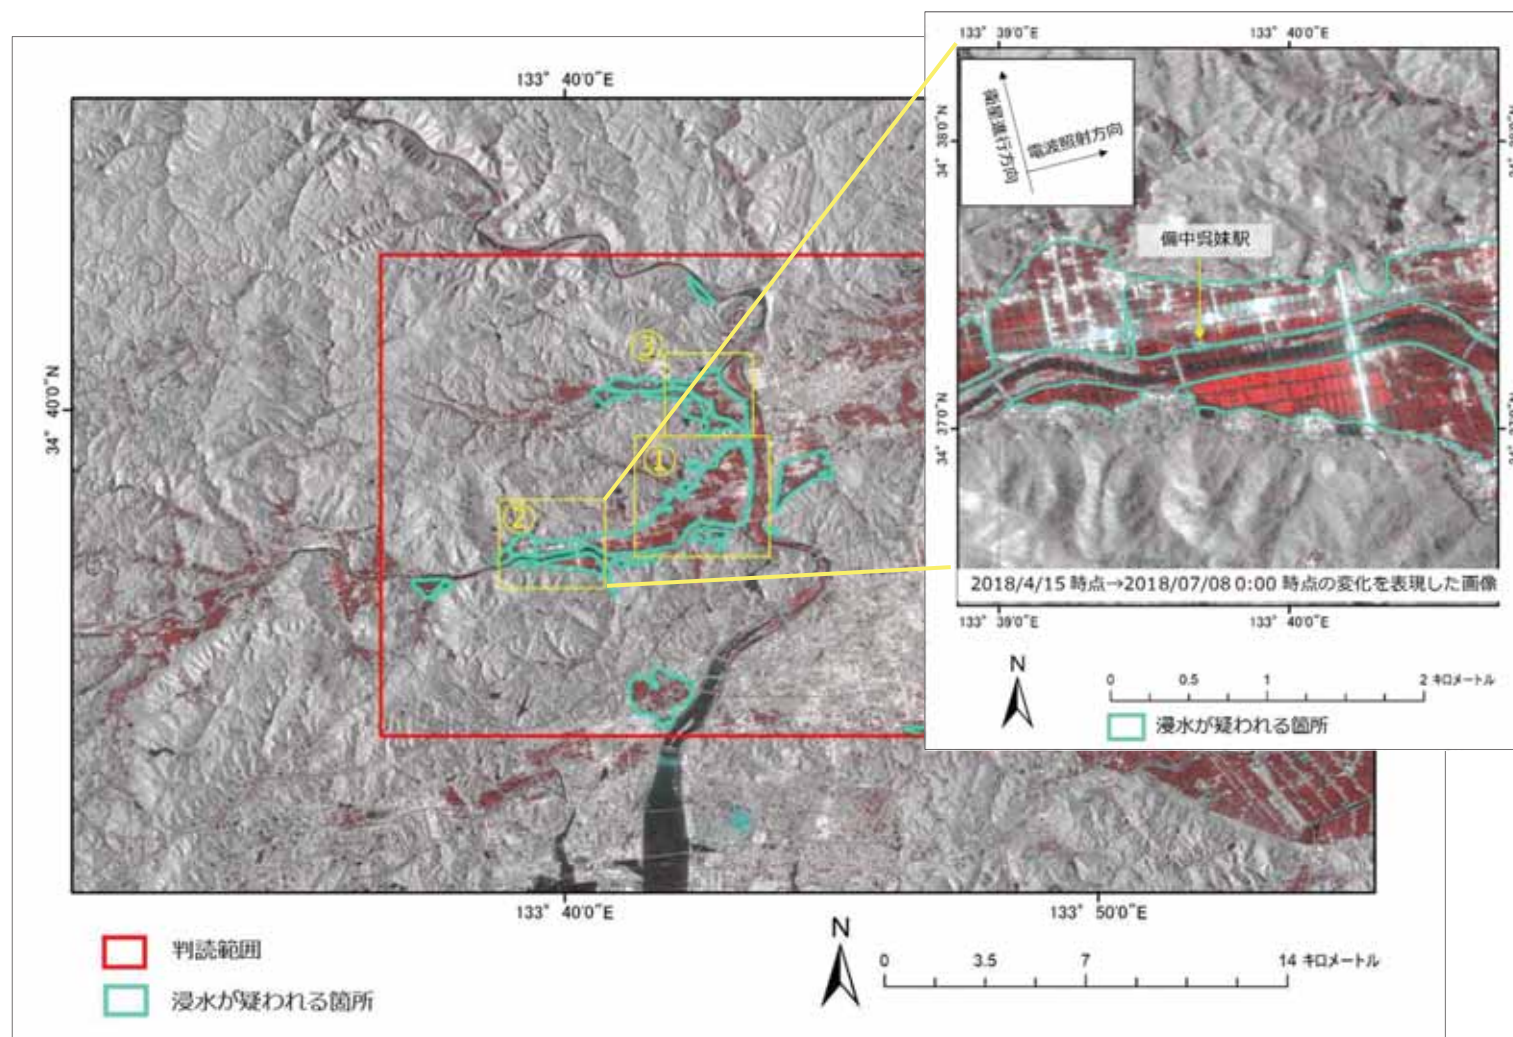 133° 40'0"E
34° 40'0"N
③
①
②
133° 40'0"E
133° 50'0"E
判読範囲
浸水が疑われる箇所
N
0 3.5 7 14 キロメートル
133° 39'0"E
133° 40'0"E
34° 38'0"N
34° 37'0"N
衛星進行方向
電波照射方向
備中呉妹駅
2018/4/15 時点→2018/07/08 0:00 時点の変化を表現した画像
133° 39'0"E
133° 40'0"E
N
0 0.5 1 2 キロメートル
浸水が疑われる箇所